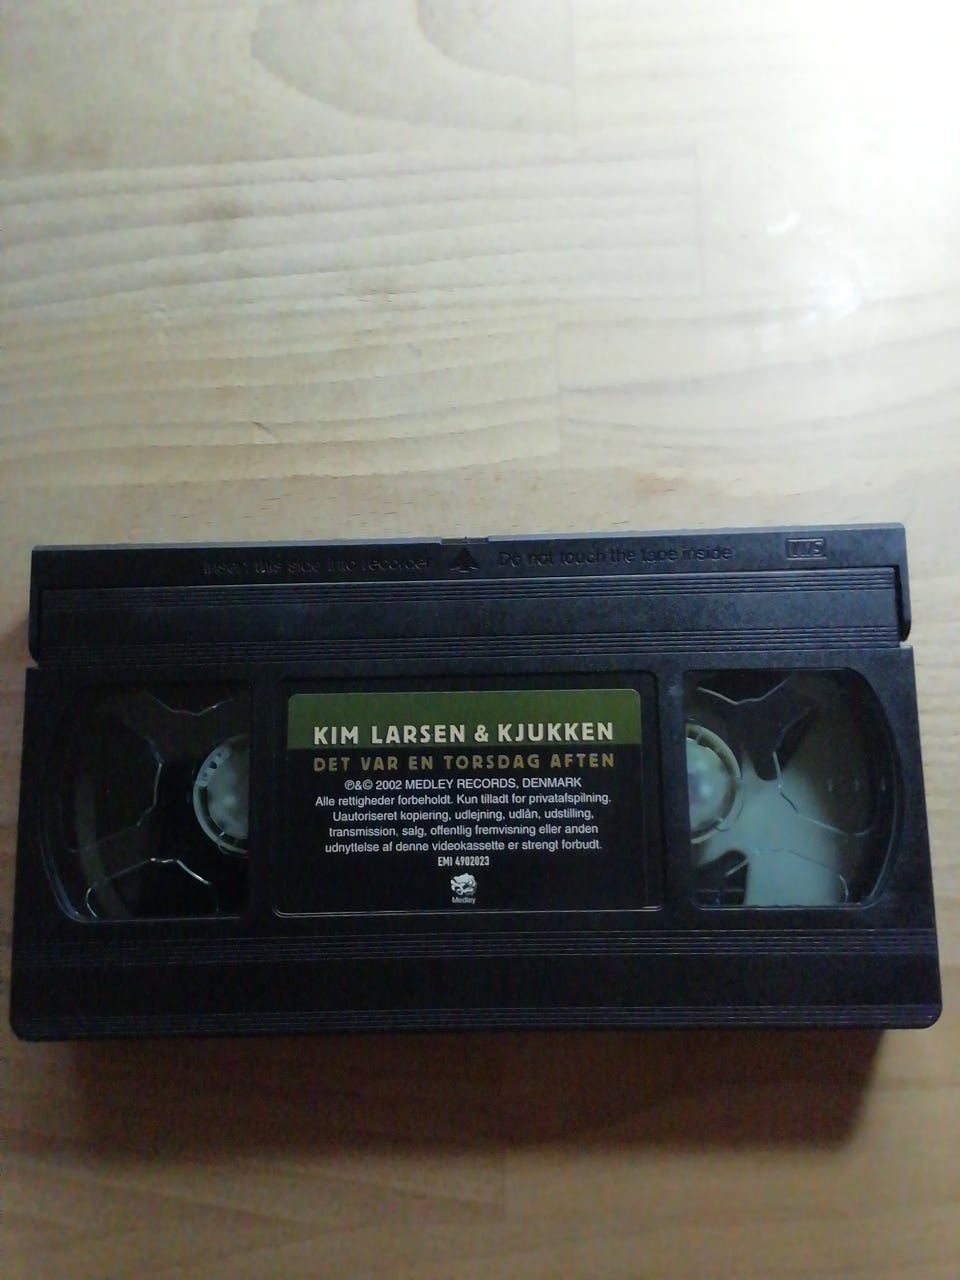 Insert this side into recorder Do not touch the tape inside VHS
KIM LARSEN & KJUKKEN
DET VAR EN TORSDAG AFTEN
℗&© 2002 MEDLEY RECORDS, DENMARK
Alle rettigheder forbeholdt. Kun tilladt for privatafspilning.
Uautoriseret kopiering, udlejning, udlån, udstilling,
transmission, salg, offentlig fremvisning eller anden
udnyttelse af denne videokassette er strengt forbudt.
EMI 4902023
Medley